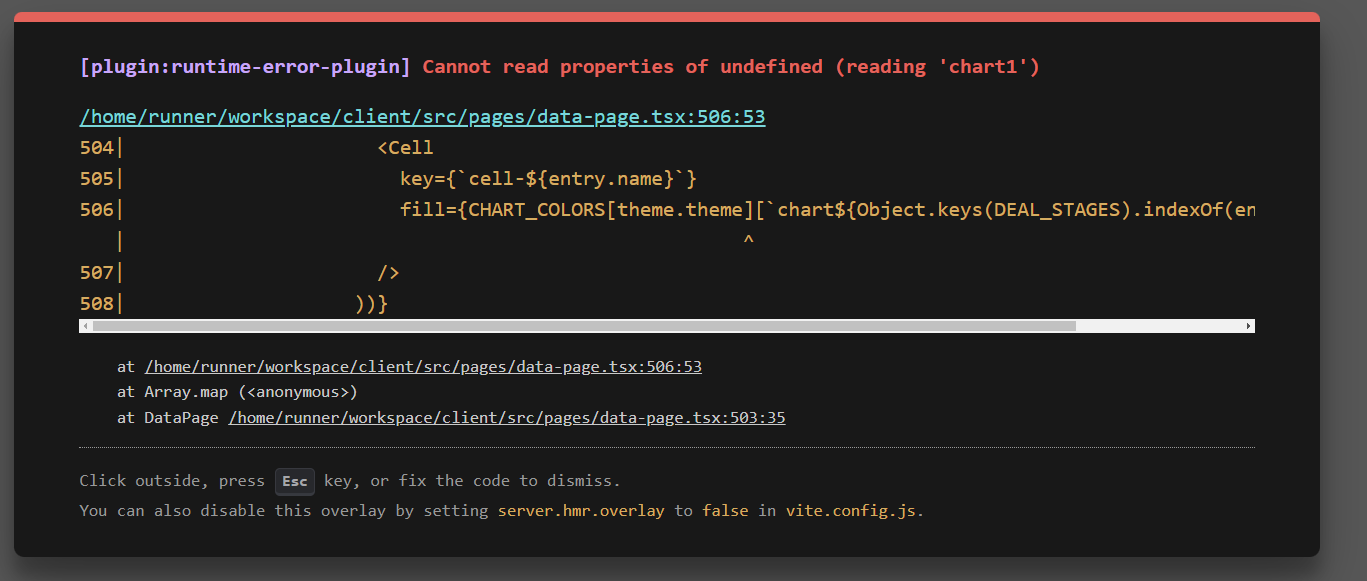 [plugin:runtime-error-plugin] Cannot read properties of undefined (reading 'chart1')
/home/runner/workspace/client/src/pages/data-page.tsx:506:53
504|                       <Cell
505|                         key={`cell-${entry.name}`}
506|                         fill={CHART_COLORS[theme.theme][`chart${Object.keys(DEAL_STAGES).indexOf(en
   |                                                       ^
507|                       />
508|                     ))}
at /home/runner/workspace/client/src/pages/data-page.tsx:506:53
at Array.map (<anonymous>)
at DataPage /home/runner/workspace/client/src/pages/data-page.tsx:503:35
Click outside, press Esc key, or fix the code to dismiss.
You can also disable this overlay by setting server.hmr.overlay to false in vite.config.js.